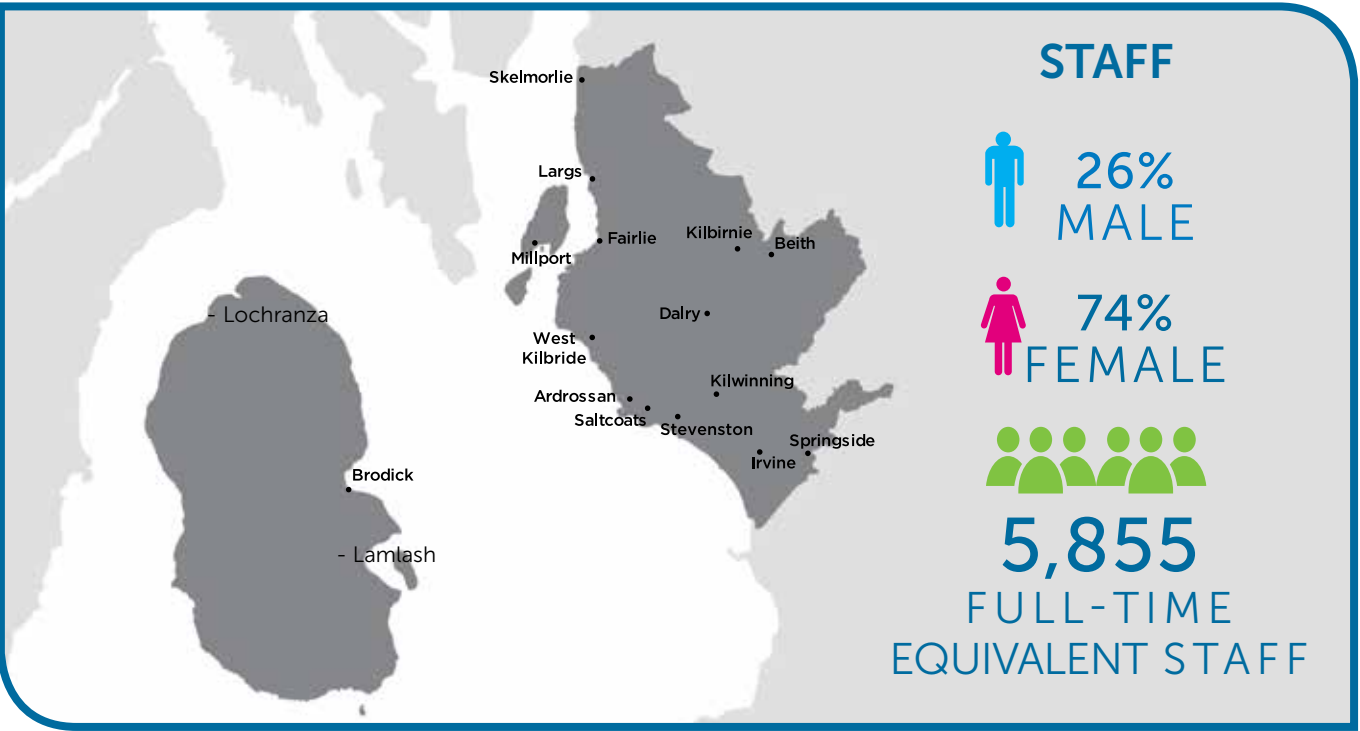 Skelmorlie
Largs
Fairlie
Kilbirnie
Beith
Millport
- Lochranza
Dalry
West
Kilbride
Kilwinning
Ardrossan
Saltcoats
Stevenston
Springside
Irvine
Brodick
- Lamlash
STAFF
26%
MALE
74%
FEMALE
5,855
FULL-TIME
EQUIVALENT STAFF